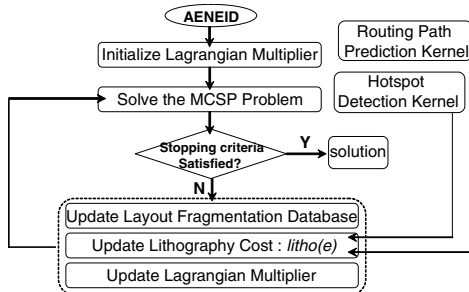 AENEID
Initialize Lagrangian Multiplier
Solve the MCSP Problem
Stopping criteria
Satisfied?
Y
solution
N
Update Layout Fragmentation Database
Update Lithography Cost : litho(e)
Update Lagrangian Multiplier
Routing Path
Prediction Kernel
Hotspot
Detection Kernel